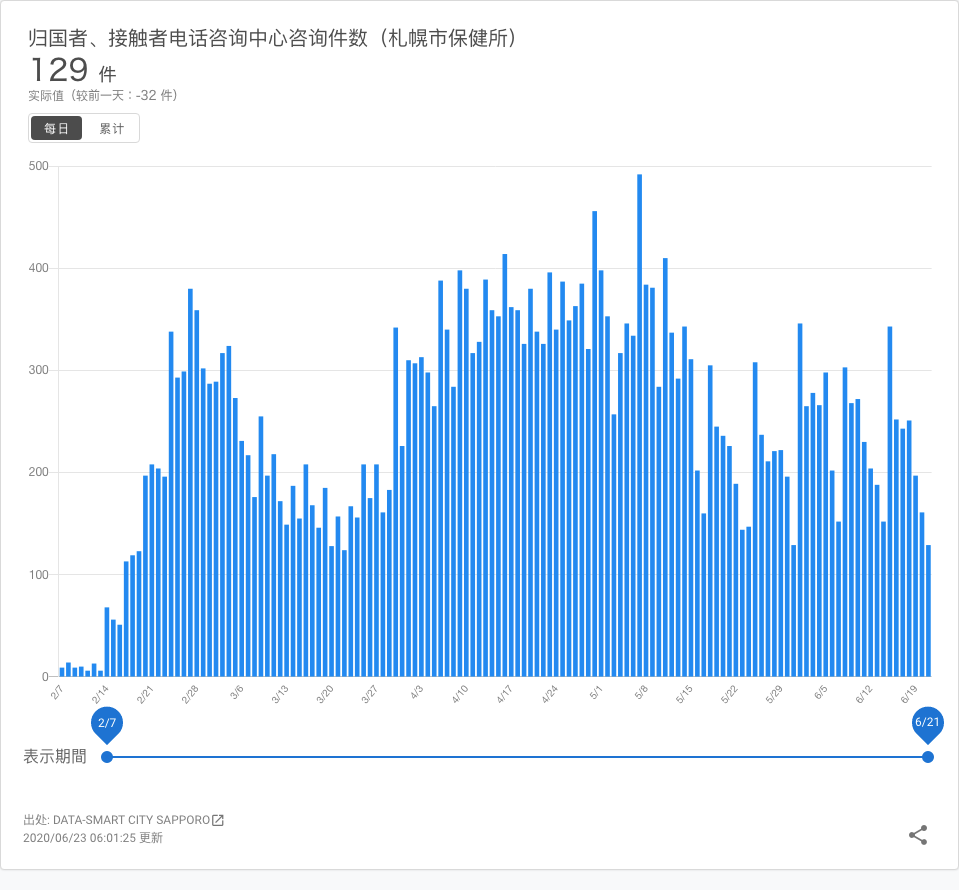 归国者、接触者电话咨询中心咨询件数（札幌市保健所）
129 件
实际值（较前一天：-32 件）
每日 累计
500
400
300
200
100
0
2/7 2/14 2/21 2/28 3/6 3/13 3/20 3/27 4/3 4/10 4/17 4/24 5/1 5/8 5/15 5/22 5/29 6/5 6/12 6/19
2/7 6/21
表示期間
出处: DATA-SMART CITY SAPPORO
2020/06/23 06:01:25 更新